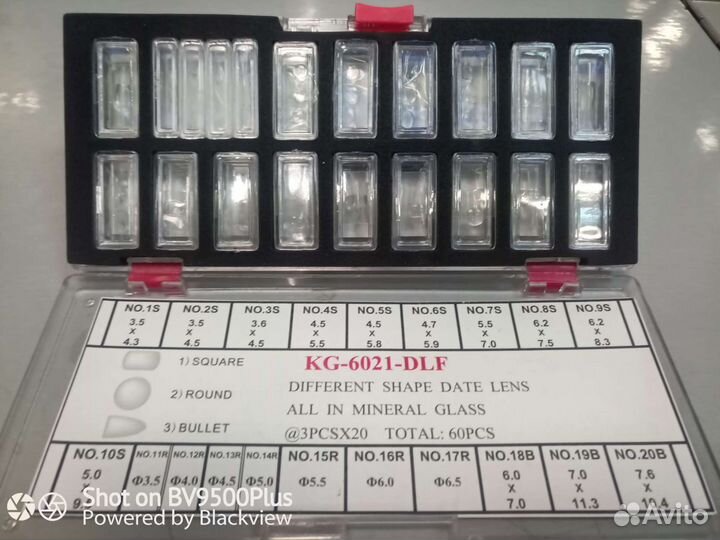 NO.1S NO.2S NO.3S NO.4S NO.5S NO.6S NO.7S NO.8S NO.9S
3.5 3.5 3.6 4.5 4.5 4.7 5.5 6.2 6.2
x x x x x x x x x
4.3 4.5 4.5 5.5 5.8 5.9 7.0 7.5 8.3
1) SQUARE KG-6021-DLF
2) ROUND DIFFERENT SHAPE DATE LENS
ALL IN MINERAL GLASS
3) BULLET @3PCSX20 TOTAL: 60PCS
NO.10S NO.11R NO.12R NO.13R NO.14R NO.15R NO.16R NO.17R NO.18B NO.19B NO.20B
5.0 Φ3.5 Φ4.0 Φ4.5 Φ5.0 Φ5.5 Φ6.0 Φ6.5 6.0 7.0 7.6
x x x
7.0 11.3 10.4
Shot on BV9500Plus
Powered by Blackview
Avito